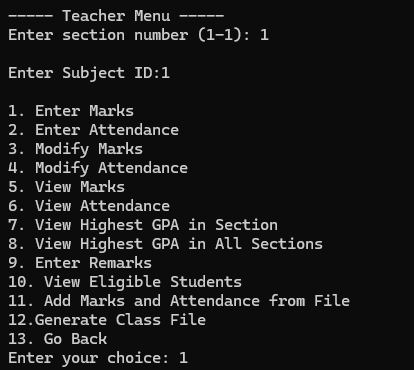 ----- Teacher Menu -----
Enter section number (1-1): 1
Enter Subject ID:1
1. Enter Marks
2. Enter Attendance
3. Modify Marks
4. Modify Attendance
5. View Marks
6. View Attendance
7. View Highest GPA in Section
8. View Highest GPA in All Sections
9. Enter Remarks
10. View Eligible Students
11. Add Marks and Attendance from File
12.Generate Class File
13. Go Back
Enter your choice: 1